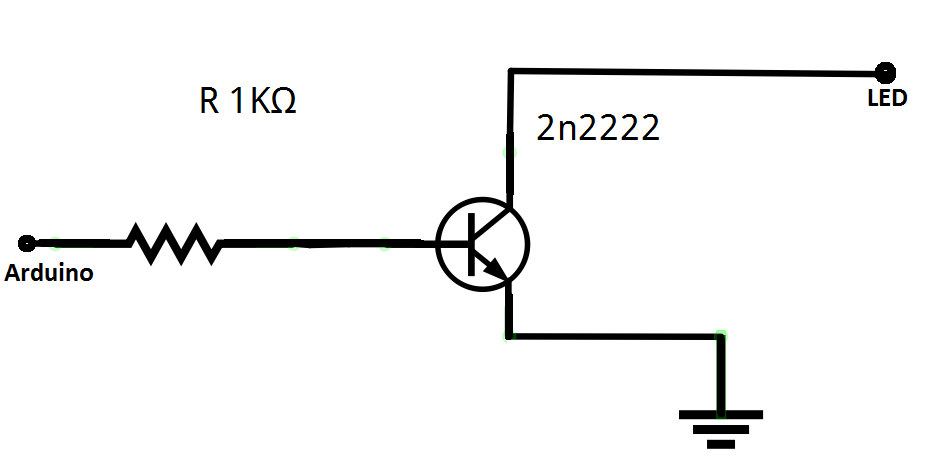 R 1KΩ
LED
2n2222
Arduino